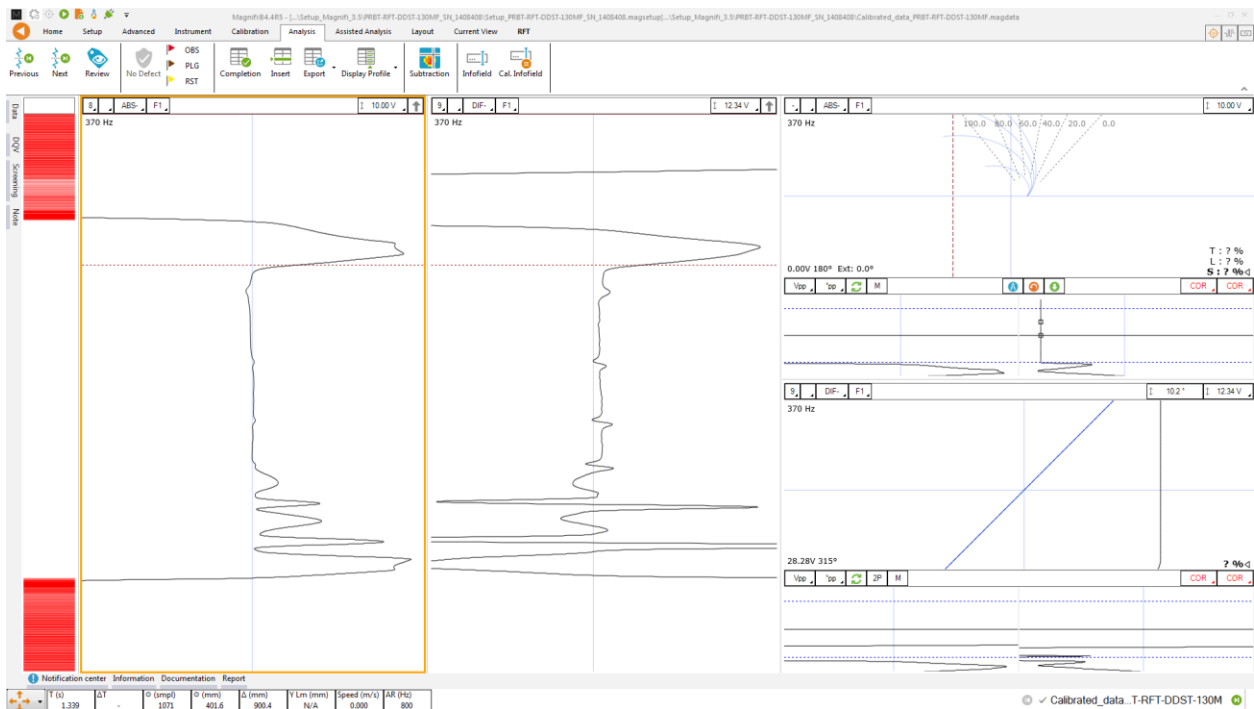 Magnifi®4.4R5 - [...\Setup_Magnifi_3.5\PRBT-RFT-DDST-130MF_SN_1408408\Setup_PRBT-RFT-DDST-130MF_SN_1408408.magsetup]...\Setup_Magnifi_3.5\PRBT-RFT-DDST-130MF_SN_1408408\Calibrated_data_PRBT-RFT-DDST-130MF.magdata
Home Setup Advanced Instrument Calibration Analysis Assisted Analysis Layout Current View RFT
OBS
PLG
RST
Previous Next Review No Defect Completion Insert Export Display Profile Subtraction Infofield Cal. Infofield
Data
DQV
Screening
Note
8 ABS- F1 10.00 V
370 Hz
9 DIF- F1 12.34 V
370 Hz
- ABS- F1 10.00 V
370 Hz
100.0 80.0 60.0 40.0 20.0 0.0
T : ? %
L : ? %
0.00V 180° Ext: 0.0° S : ? %
Vpp °pp M COR COR
9 DIF- F1 10.2 ° 12.34 V
370 Hz
28.28V 315° ? %
Vpp °pp 2P M COR COR
Notification center Information Documentation Report
T (s) ΔT (smpl) (mm) Δ (mm) Y Lm (mm) Speed (m/s) AR (Hz)
1.339 - 1071 401.6 900.4 N/A 0.000 800
Calibrated_data...T-RFT-DDST-130M